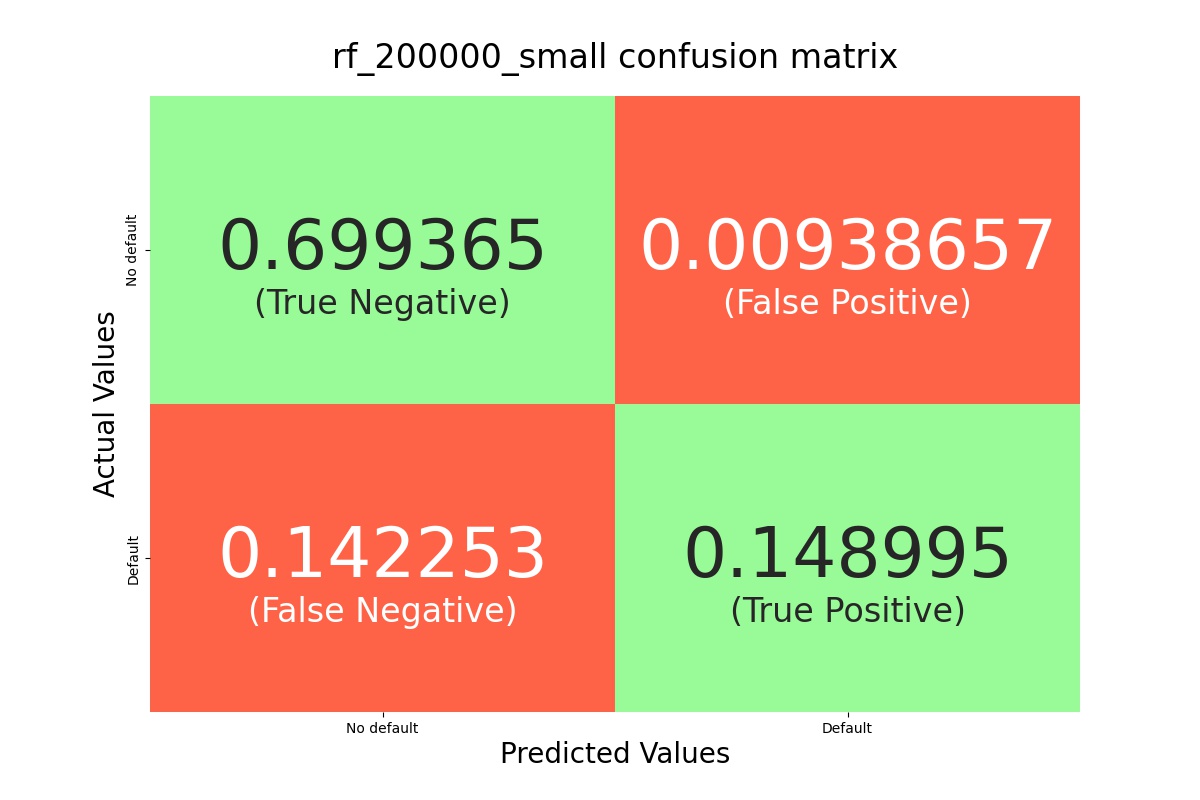 rf_200000_small confusion matrix
Actual Values
No default
0.699365
(True Negative)
0.00938657
(False Positive)
Default
0.142253
(False Negative)
0.148995
(True Positive)
No default
Default
Predicted Values